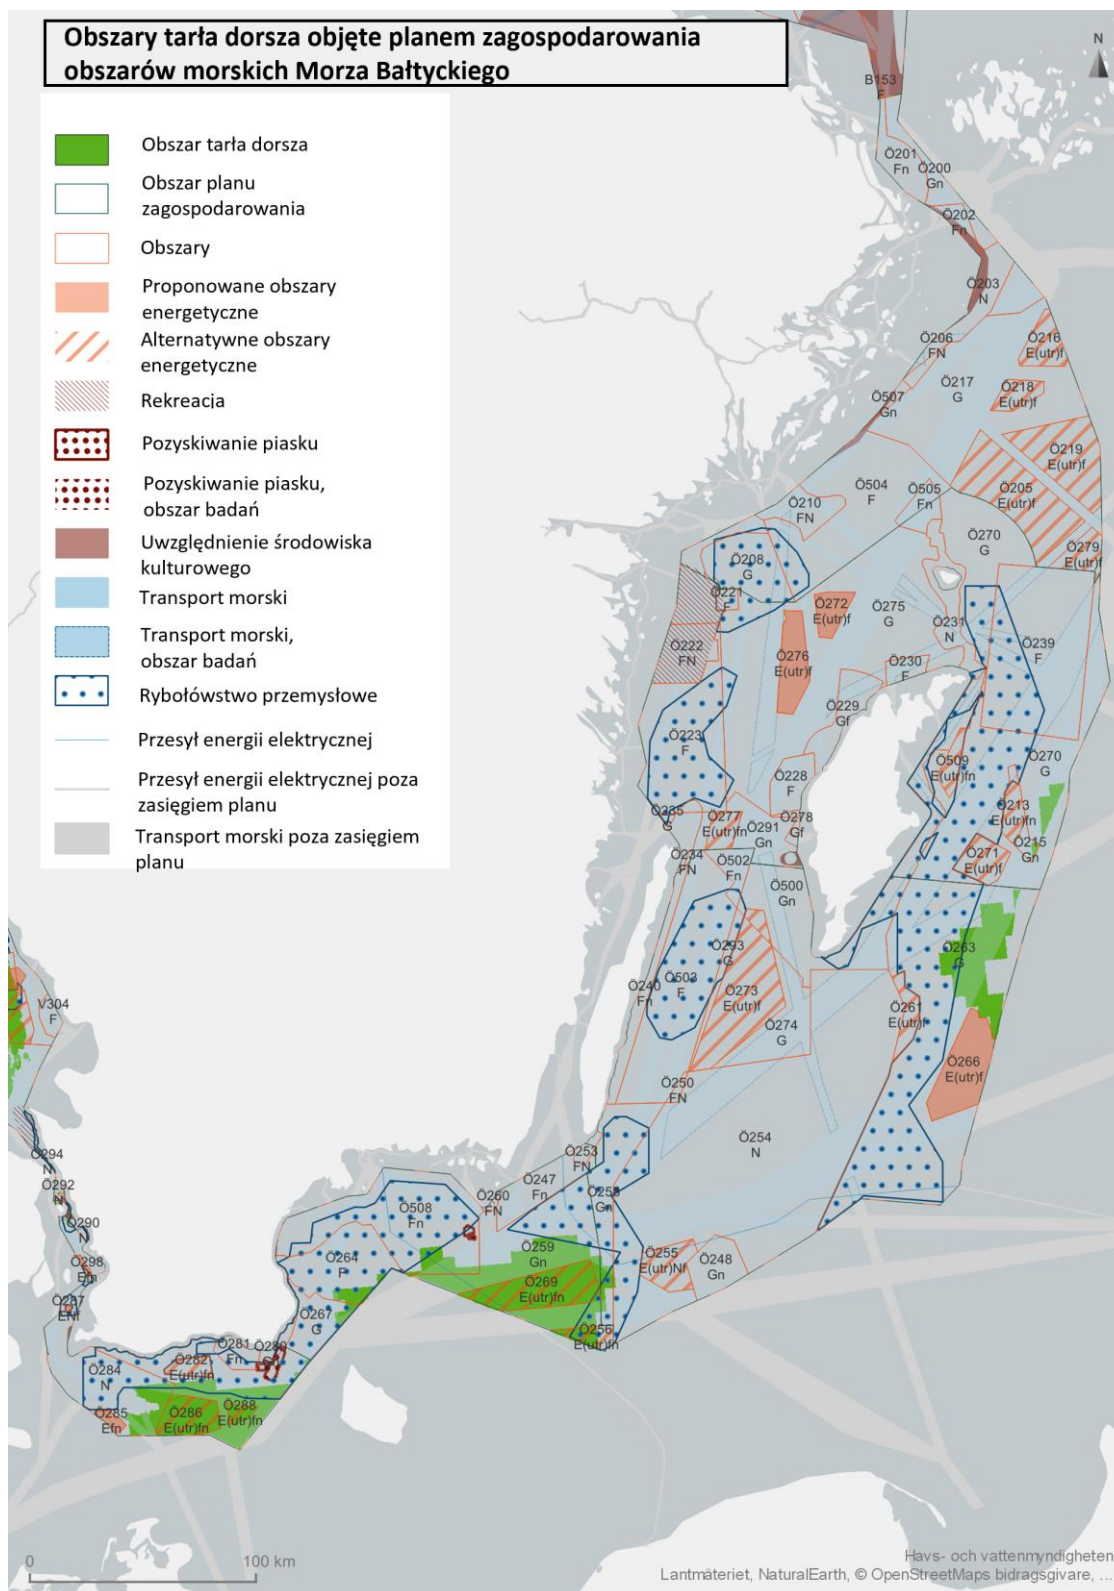 Obszary tarła dorsza objęte planem zagospodarowania
obszarów morskich Morza Bałtyckiego
N
Obszar tarła dorsza
Obszar planu
zagospodarowania
Obszary
Proponowane obszary
energetyczne
Alternatywne obszary
energetyczne
Rekreacja
Pozyskiwanie piasku
Pozyskiwanie piasku,
obszar badań
Uwzględnienie środowiska
kulturowego
Transport morski
Transport morski,
obszar badań
Rybołówstwo przemysłowe
Przesył energii elektrycznej
Przesył energii elektrycznej poza
zasięgiem planu
Transport morski poza zasięgiem
planu
B153
F
Ö201
Fn
Ö200
Gn
Ö202
Fn
Ö203
N
Ö206
FN
Ö216
E(utr)f
Ö217
G
Ö218
E(utr)f
Ö507
Gn
Ö219
E(utr)f
Ö504
F
Ö505
Fn
Ö205
E(utr)f
Ö210
FN
Ö270
G
Ö279
E(utr)f
Ö208
G
Ö221
F
Ö272
E(utr)f
Ö275
G
Ö231
N
Ö239
F
Ö222
FN
Ö276
E(utr)f
Ö230
F
Ö229
Gf
Ö223
F
Ö228
F
Ö509
E(utr)fn
Ö270
G
Ö235
G
Ö277
E(utr)fn
Ö291
Gn
Ö278
Gf
Ö213
E(utr)fn
Ö215
Gn
Ö234
FN
Ö502
Fn
Ö271
E(utr)f
Ö500
Gn
Ö293
G
Ö263
G
Ö503
F
Ö240
Fn
Ö273
E(utr)f
Ö261
E(utr)f
V304
F
Ö274
G
Ö266
E(utr)f
Ö250
FN
Ö254
N
Ö294
N
Ö253
FN
Ö292
N
Ö247
Fn
Ö258
Gn
Ö260
FN
Ö508
Fn
Ö290
N
Ö259
Gn
Ö255
E(utr)Nf
Ö248
Gn
Ö298
Efn
Ö264
F
Ö269
E(utr)fn
Ö287
ENf
Ö267
G
Ö256
E(utr)fn
Ö281
Fn
Ö280
Ö282
E(utr)fn
Ö284
N
Ö285
Efn
Ö286
E(utr)fn
Ö288
E(utr)fn
0
100 km
Havs- och vattenmyndigheten
Lantmäteriet, NaturalEarth, © OpenStreetMaps bidragsgivare, ...